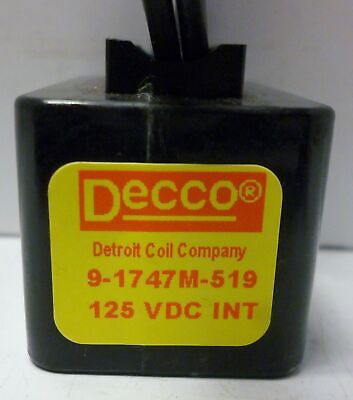 Decco®
Detroit Coil Company
9-1747M-519
125 VDC INT